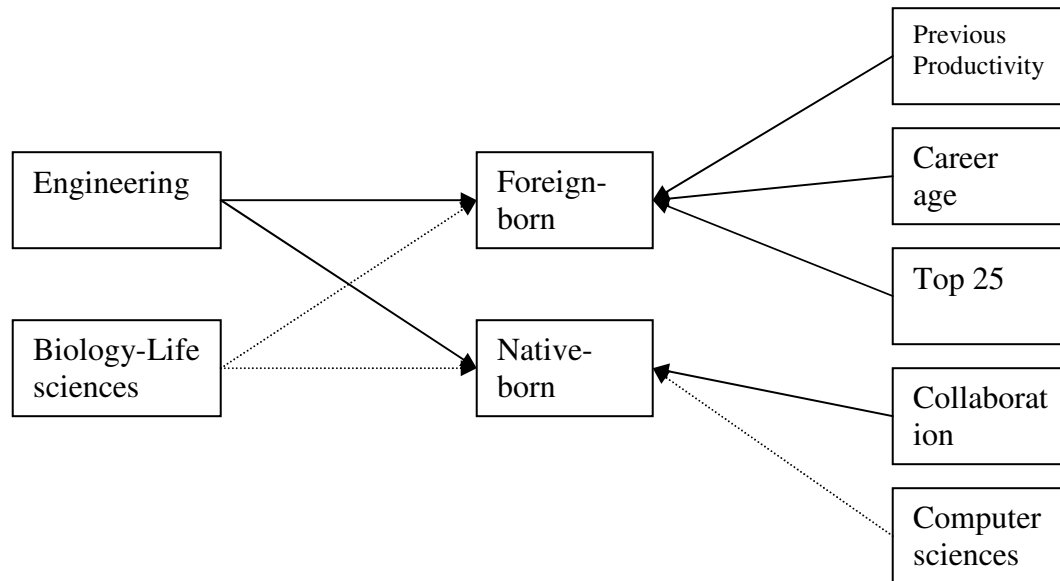 Engineering
Biology-Life
sciences
Foreign-
born
Native-
born
Previous
Productivity
Career
age
Top 25
Collaborat
ion
Computer
sciences